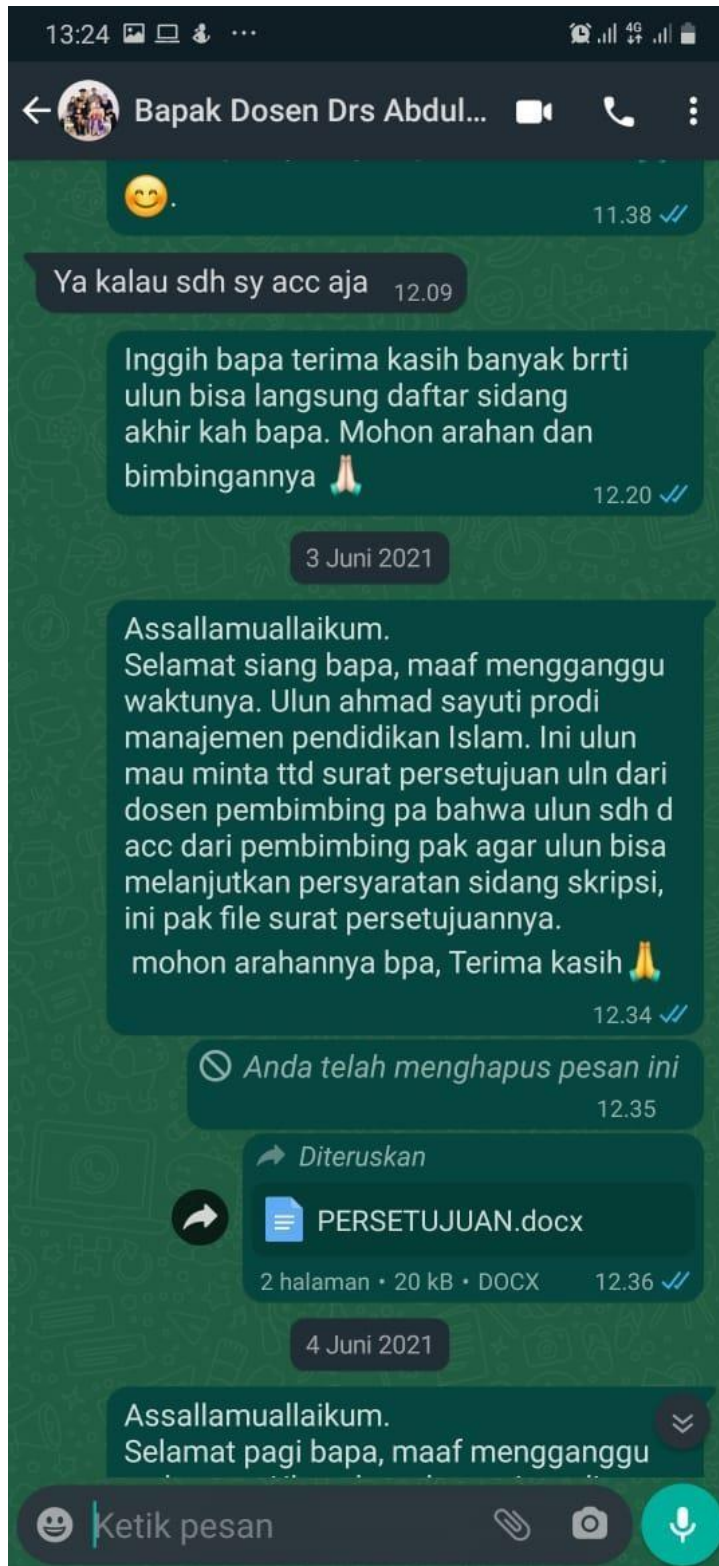 13:24
4G
Bapak Dosen Drs Abdul...
.
11.38
Ya kalau sdh sy acc aja 12.09
Inggih bapa terima kasih banyak brrti
ulun bisa langsung daftar sidang
akhir kah bapa. Mohon arahan dan
bimbingannya 🙏
12.20
3 Juni 2021
Assallamuallaikum.
Selamat siang bapa, maaf mengganggu
waktunya. Ulun ahmad sayuti prodi
manajemen pendidikan Islam. Ini ulun
mau minta ttd surat persetujuan uln dari
dosen pembimbing pa bahwa ulun sdh d
acc dari pembimbing pak agar ulun bisa
melanjutkan persyaratan sidang skripsi,
ini pak file surat persetujuannya.
mohon arahannya bpa, Terima kasih 🙏
12.34
Anda telah menghapus pesan ini
12.35
Diteruskan
PERSETUJUAN.docx
2 halaman • 20 kB • DOCX 12.36
4 Juni 2021
Assallamuallaikum.
Selamat pagi bapa, maaf mengganggu
Ketik pesan